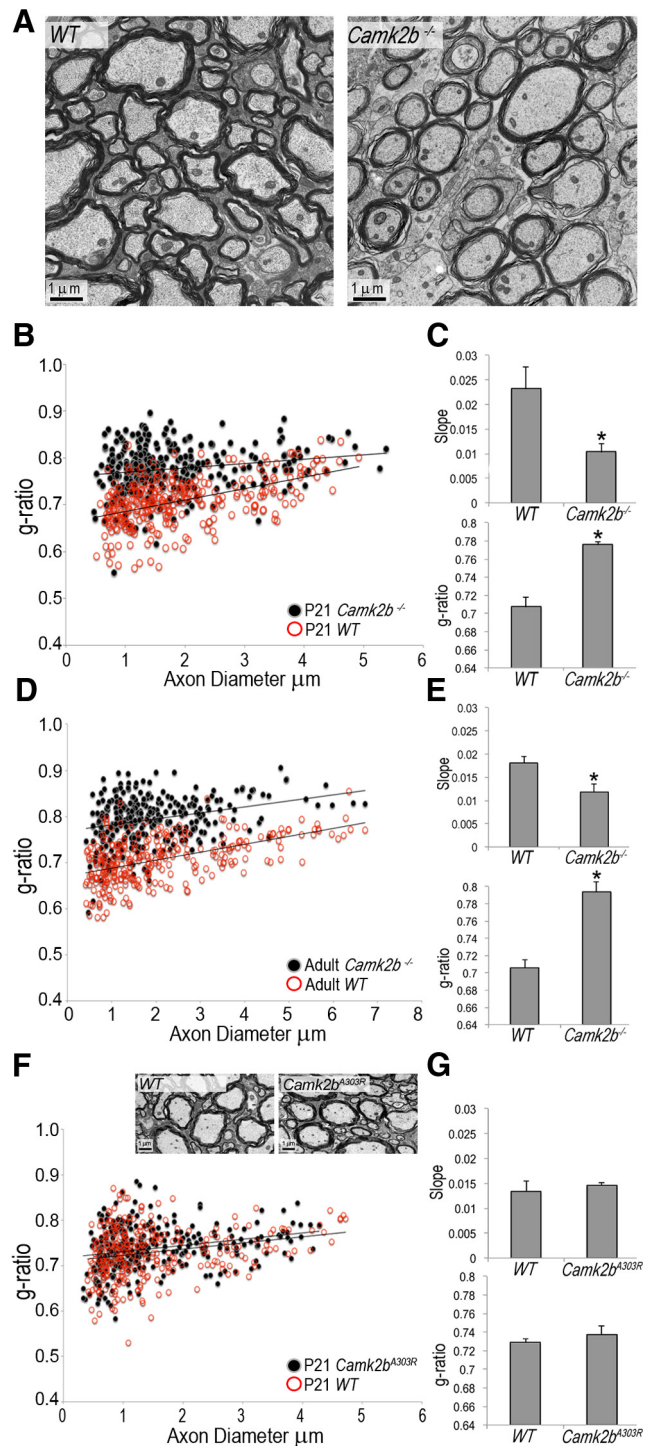 A
WT
Camk2b -/-
1 μm
1 μm
B
1.0
0.9
0.8
0.7
0.6
0.5
0.4
g-ratio
0 1 2 3 4 5 6
Axon Diameter μm
P21 Camk2b -/-
P21 WT
C
0.03
0.025
0.02
0.015
0.01
0.005
0
Slope
*
WT Camk2b-/-
0.8
0.78
0.76
0.74
0.72
0.7
0.68
0.66
0.64
g-ratio
*
WT Camk2b-/-
D
1.0
0.9
0.8
0.7
0.6
0.5
0.4
g-ratio
0 1 2 3 4 5 6 7 8
Axon Diameter μm
Adult Camk2b -/-
Adult WT
E
0.03
0.025
0.02
0.015
0.01
0.005
0
Slope
*
WT Camk2b-/-
0.8
0.78
0.76
0.74
0.72
0.7
0.68
0.66
0.64
g-ratio
*
WT Camk2b-/-
F
WT
Camk2bA303R
1 μm
1 μm
1.0
0.9
0.8
0.7
0.6
0.5
0.4
g-ratio
0 1 2 3 4 5 6
Axon Diameter μm
P21 Camk2bA303R
P21 WT
G
0.03
0.025
0.02
0.015
0.01
0.005
0
Slope
WT Camk2bA303R
0.8
0.78
0.76
0.74
0.72
0.7
0.68
0.66
0.64
g-ratio
WT Camk2bA303R